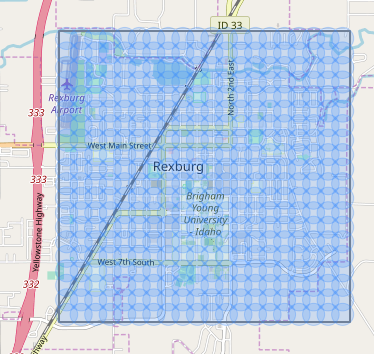 ID 33
North 2nd East
Rexburg
Airport
333
West Main Street
Rexburg
333
Brigham
Young
University
- Idaho
Yellowstone Highway
West 7th South
332
hway